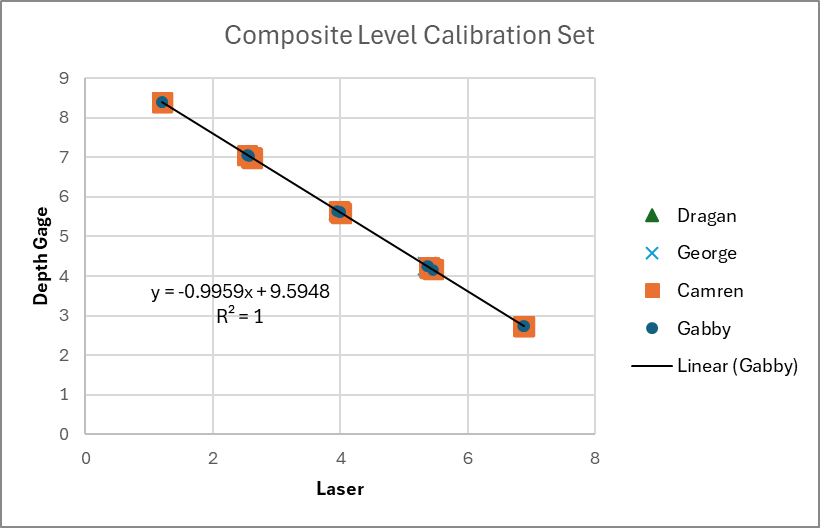 Composite Level Calibration Set
9
8
7
6
5
4
3
2
1
0
Depth Gage
y = -0.9959x + 9.5948
R² = 1
0 2 4 6 8
Laser
Dragan
George
Camren
Gabby
Linear (Gabby)